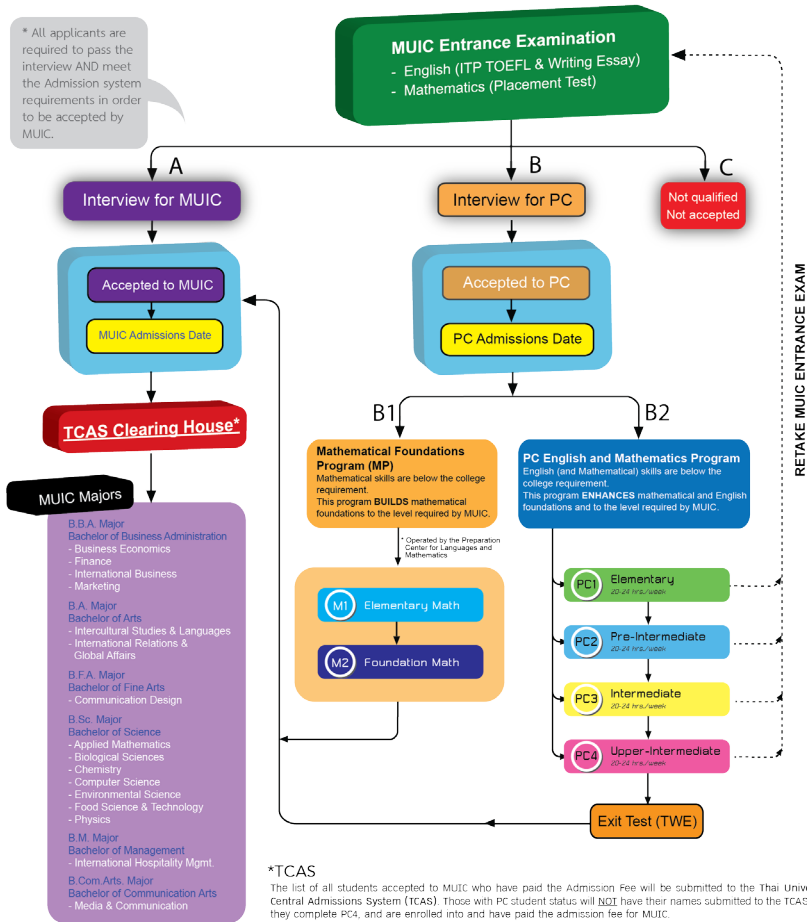 * All applicants are
required to pass the
interview AND meet
the Admission system
requirements in order
to be accepted by
MUIC.
MUIC Entrance Examination
- English (ITP TOEFL & Writing Essay)
- Mathematics (Placement Test)
A
B
C
Interview for MUIC
Interview for PC
Not qualified
Not accepted
Accepted to MUIC
MUIC Admissions Date
Accepted to PC
PC Admissions Date
RETAKE MUIC ENTRANCE EXAM
TCAS Clearing House*
B1
B2
Mathematical Foundations
Program (MP)
Mathematical skills are below the college
requirement.
This program BUILDS mathematical
foundations to the level required by MUIC.
PC English and Mathematics Program
English (and Mathematical) skills are below the
college requirement.
This program ENHANCES mathematical and English
foundations and to the level required by MUIC.
* Operated by the Preparation
Center for Languages and
Mathematics
M1 Elementary Math
M2 Foundation Math
PC1 Elementary
20-24 hrs./week
PC2 Pre-Intermediate
20-24 hrs./week
PC3 Intermediate
20-24 hrs./week
PC4 Upper-Intermediate
20-24 hrs./week
Exit Test (TWE)
MUIC Majors
B.B.A. Major
Bachelor of Business Administration
- Business Economics
- Finance
- International Business
- Marketing
B.A. Major
Bachelor of Arts
- Intercultural Studies & Languages
- International Relations &
Global Affairs
B.F.A. Major
Bachelor of Fine Arts
- Communication Design
B.Sc. Major
Bachelor of Science
- Applied Mathematics
- Biological Sciences
- Chemistry
- Computer Science
- Environmental Science
- Food Science & Technology
- Physics
B.M. Major
Bachelor of Management
- International Hospitality Mgmt.
B.Com.Arts. Major
Bachelor of Communication Arts
- Media & Communication
*TCAS
The list of all students accepted to MUIC who have paid the Admission Fee will be submitted to the Thai Unive
Central Admissions System (TCAS). Those with PC student status will NOT have their names submitted to the TCAS
they complete PC4, and are enrolled into and have paid the admission fee for MUIC.